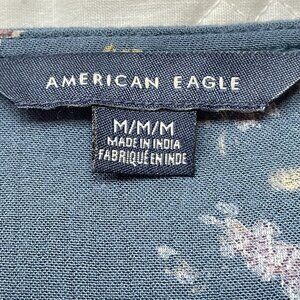 AMERICAN EAGLE
M/M/M
MADE IN INDIA
FABRIQUÉ EN INDE